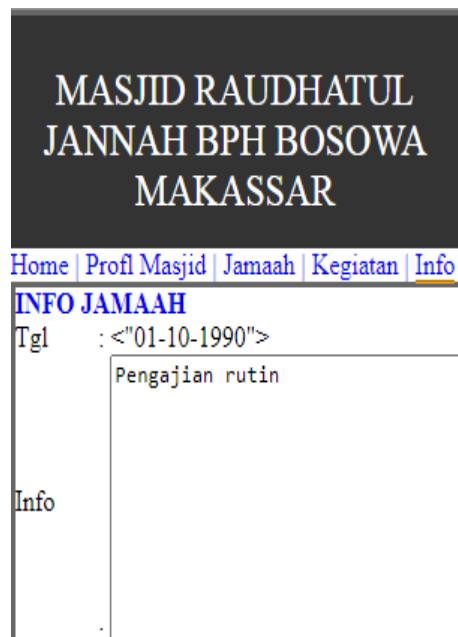 MASJID RAUDHATUL
JANNAH BPH BOSOWA
MAKASSAR
Home | Profl Masjid | Jamaah | Kegiatan | Info
INFO JAMAAH
Tgl : <"01-10-1990">
Pengajian rutin
Info :